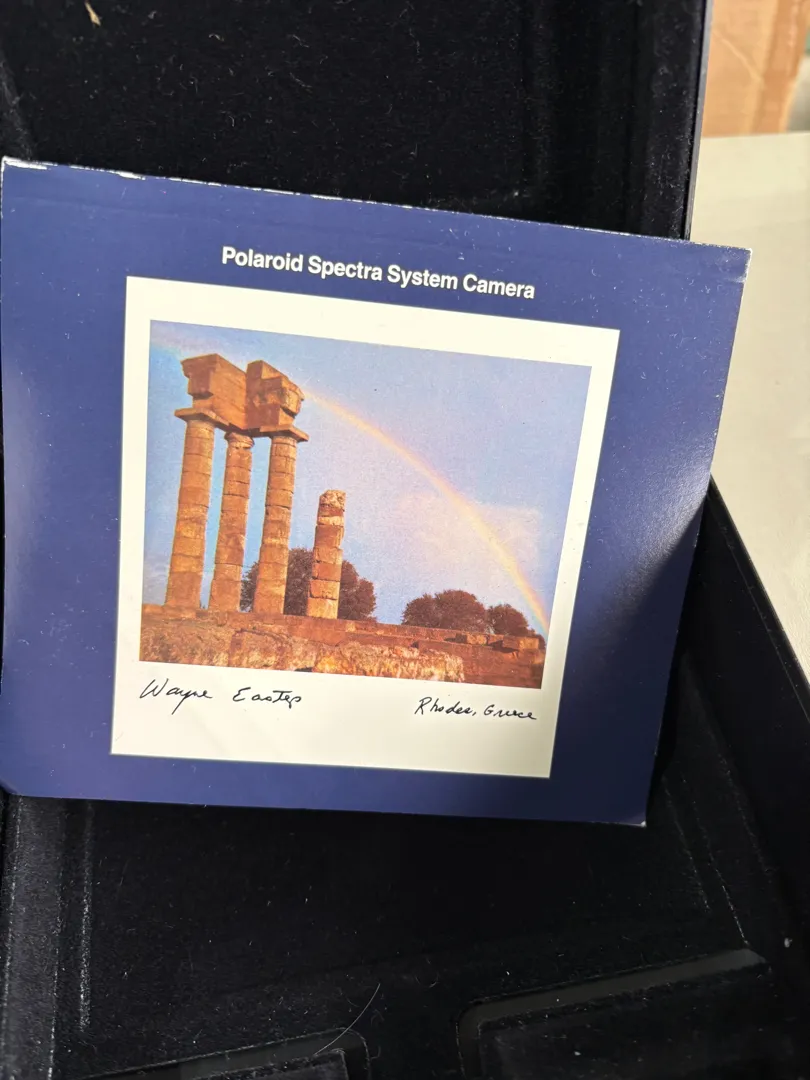 Polaroid Spectra System Camera
Wayne Eastep
Rhodes, Greece